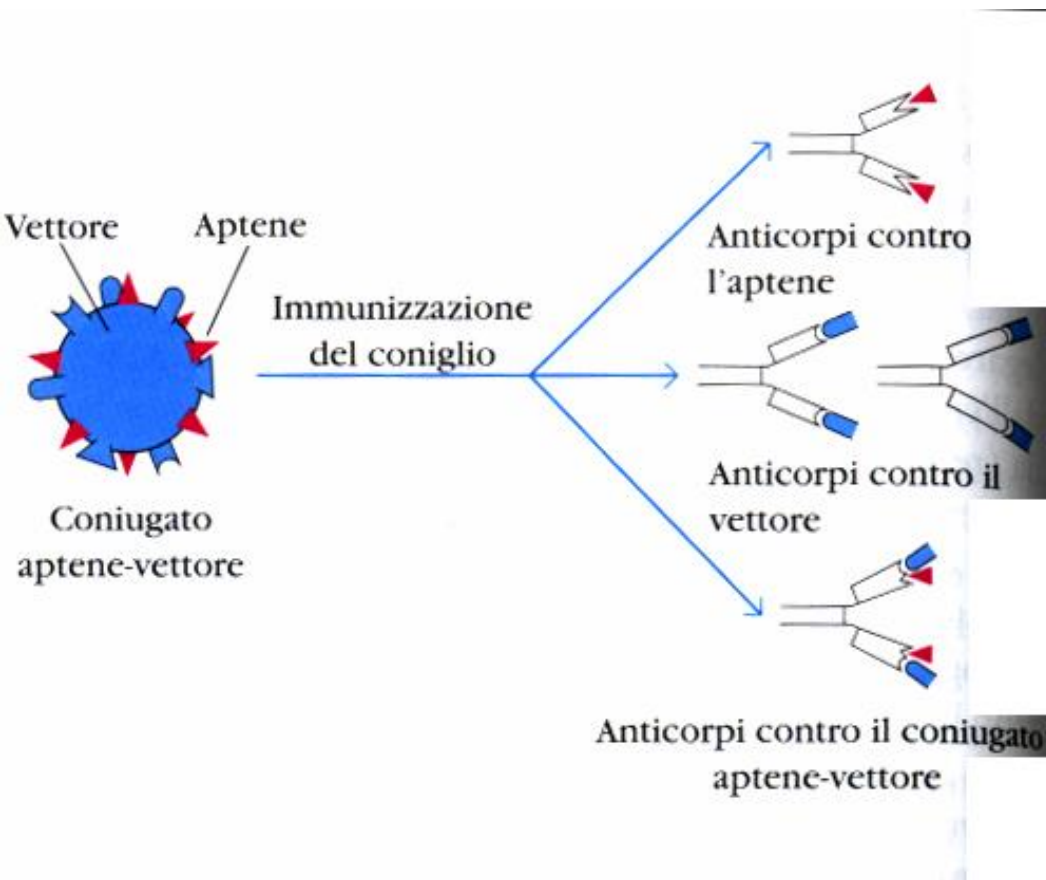 Vettore
Aptene
Immunizzazione
del coniglio
Coniugato
aptene-vettore
Anticorpi contro
l'aptene
Anticorpi contro il
vettore
Anticorpi contro il coniugato
aptene-vettore